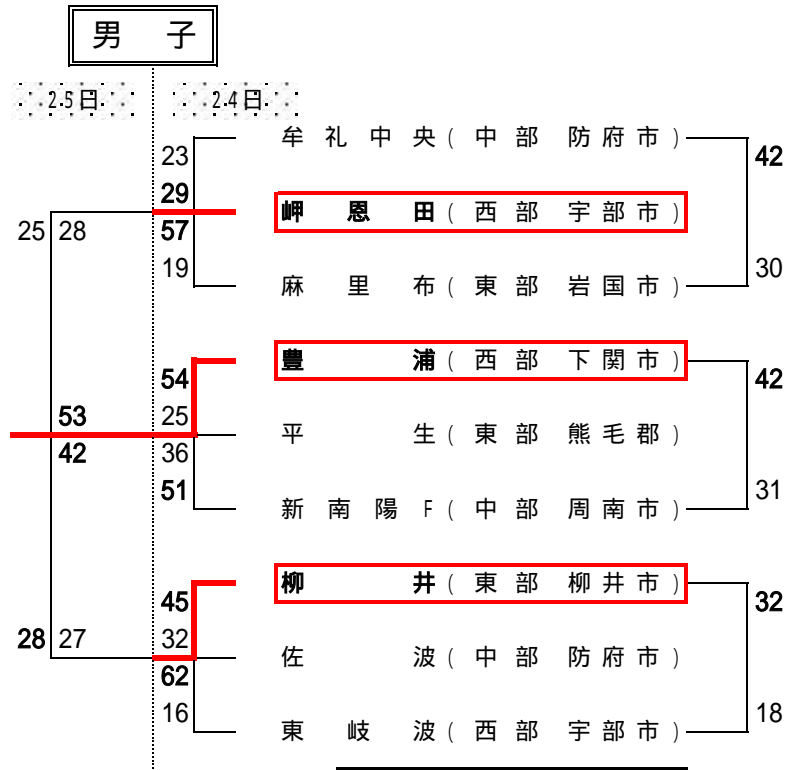 男 子
25日 24日
牟礼中央(中部 防府市)
23 42
29
岬恩田(西部 宇部市)
25 28 57
19 30
麻里布(東部 岩国市)
豊浦(西部 下関市)
54 42
53 25
平生(東部 熊毛郡)
42 36
51 31
新南陽F(中部 周南市)
柳井(東部 柳井市)
45 32
28 27 32
佐波(中部 防府市)
62
16 18
東岐波(西部 宇部市)